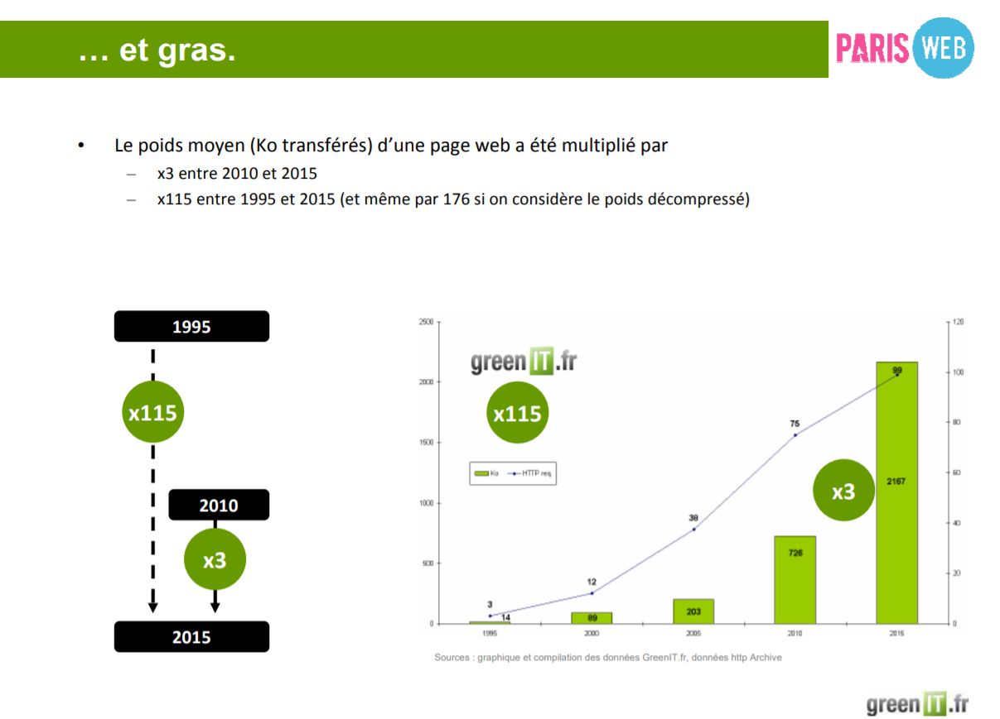 … et gras.
PARIS WEB
• Le poids moyen (Ko transférés) d’une page web a été multiplié par
– x3 entre 2010 et 2015
– x115 entre 1995 et 2015 (et même par 176 si on considère le poids décompressé)
1995
x115
2010
x3
2015
greenIT.fr
x115
Ko HTTP req.
x3
2500
2000
1500
1000
500
0
120
100
80
60
40
20
0
3
12
38
75
99
14
89
203
726
2167
1995 2000 2005 2010 2015
Sources : graphique et compilation des données GreenIT.fr, données http Archive
greenIT.fr